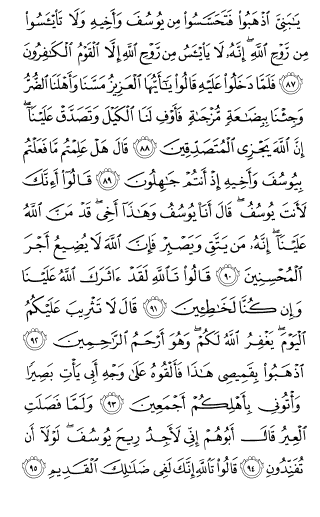 يَٰبَنِيَّ ٱذْهَبُوا۟ فَتَحَسَّسُوا۟ مِن يُوسُفَ وَأَخِيهِ وَلَا تَا۟يْـَٔسُوا۟
مِن رَّوْحِ ٱللَّهِ ۖ إِنَّهُۥ لَا يَا۟يْـَٔسُ مِن رَّوْحِ ٱللَّهِ إِلَّا ٱلْقَوْمُ ٱلْكَٰفِرُونَ
﴿٨٧﴾ فَلَمَّا دَخَلُوا۟ عَلَيْهِ قَالُوا۟ يَٰٓأَيُّهَا ٱلْعَزِيزُ مَسَّنَا وَأَهْلَنَا ٱلضُّرُّ
وَجِئْنَا بِبِضَٰعَةٍ مُّزْجَىٰةٍ فَأَوْفِ لَنَا ٱلْكَيْلَ وَتَصَدَّقْ عَلَيْنَآ ۖ
إِنَّ ٱللَّهَ يَجْزِى ٱلْمُتَصَدِّقِينَ ﴿٨٨﴾ قَالَ هَلْ عَلِمْتُم مَّا فَعَلْتُم
بِيُوسُفَ وَأَخِيهِ إِذْ أَنتُمْ جَٰهِلُونَ ﴿٨٩﴾ قَالُوٓا۟ أَءِنَّكَ
لَأَنتَ يُوسُفُ ۖ قَالَ أَنَا۠ يُوسُفُ وَهَٰذَآ أَخِى ۖ قَدْ مَنَّ ٱللَّهُ
عَلَيْنَآ ۖ إِنَّهُۥ مَن يَتَّقِ وَيَصْبِرْ فَإِنَّ ٱللَّهَ لَا يُضِيعُ أَجْرَ
ٱلْمُحْسِنِينَ ﴿٩٠﴾ قَالُوا۟ تَٱللَّهِ لَقَدْ ءَاثَرَكَ ٱللَّهُ عَلَيْنَا
وَإِن كُنَّا لَخَٰطِـِٔينَ ﴿٩١﴾ قَالَ لَا تَثْرِيبَ عَلَيْكُمُ
ٱلْيَوْمَ ۖ يَغْفِرُ ٱللَّهُ لَكُمْ ۖ وَهُوَ أَرْحَمُ ٱلرَّٰحِمِينَ ﴿٩٢﴾
ٱذْهَبُوا۟ بِقَمِيصِى هَٰذَا فَأَلْقُوهُ عَلَىٰ وَجْهِ أَبِى يَأْتِ بَصِيرًا
وَأْتُونِى بِأَهْلِكُمْ أَجْمَعِينَ ﴿٩٣﴾ وَلَمَّا فَصَلَتِ
ٱلْعِيرُ قَالَ أَبُوهُمْ إِنِّى لَأَجِدُ رِيحَ يُوسُفَ ۖ لَوْلَآ أَن
تُفَنِّدُونِ ﴿٩٤﴾ قَالُوا۟ تَٱللَّهِ إِنَّكَ لَفِى ضَلَٰلِكَ ٱلْقَدِيمِ ﴿٩٥﴾